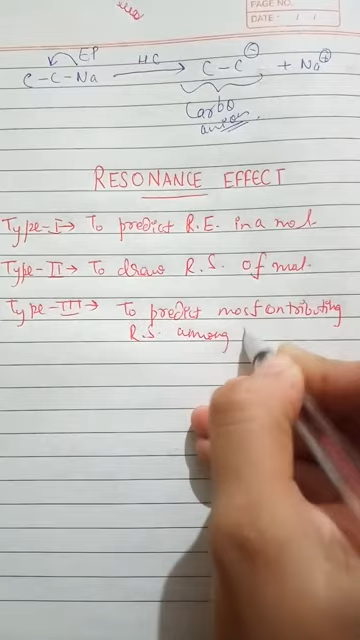 PAGE NO.
DATE: / /
EP
C-C-Na H.C → C-C⊖ + Na⊕
Carbo
anion
RESONANCE EFFECT
Type-I→ To predict R.E. in a mol.
Type-II→ To draw R.S. of mol.
Type-III→ To predict most contributing
R.S. among